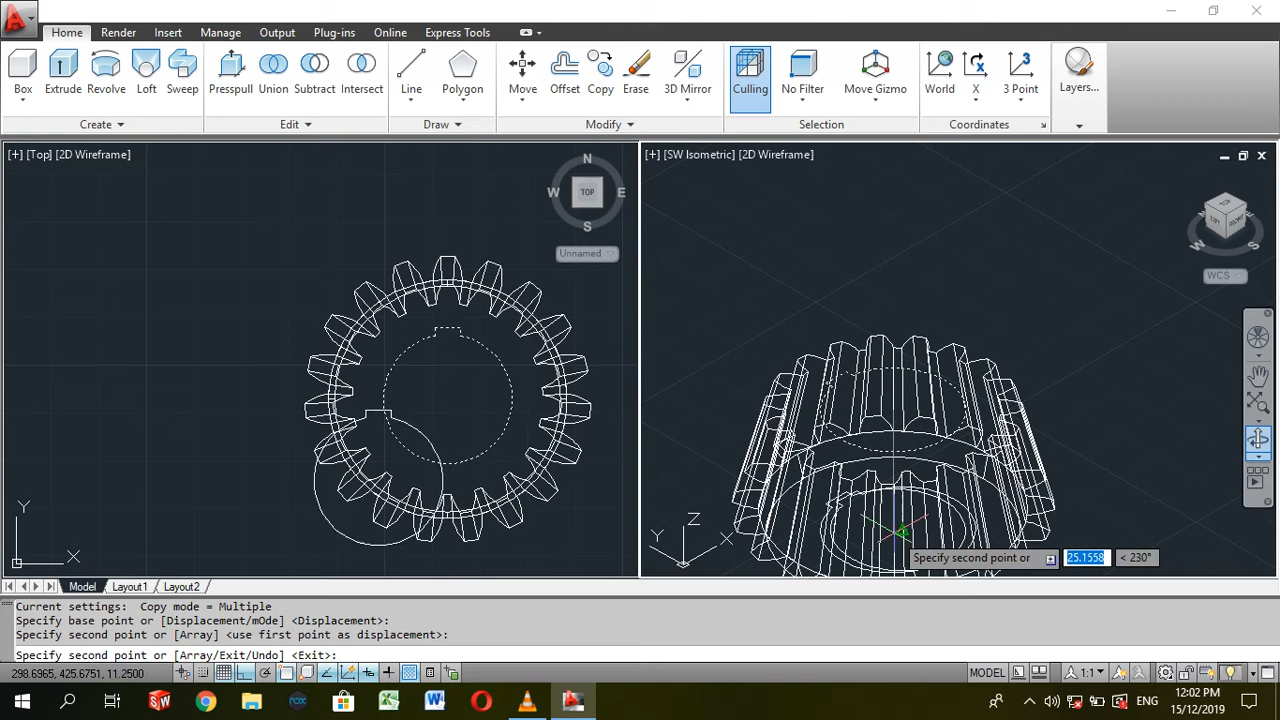 Home Render Insert Manage Output Plug-ins Online Express Tools
Box Extrude Revolve Loft Sweep Presspull Union Subtract Intersect Line Polygon Move Offset Copy Erase 3D Mirror Culling No Filter Move Gizmo World X 3 Point Layers...
Create Edit Draw Modify Selection Coordinates
[+] [Top] [2D Wireframe]
N
W TOP E
S
Unnamed
Y
X
[+] [SW Isometric] [2D Wireframe]
W S
WCS
Z
Y X
Specify second point or 25.1558 < 230°
Model Layout1 Layout2
Current settings: Copy mode = Multiple
Specify base point or [Displacement/mOde] <Displacement>:
Specify second point or [Array] <use first point as displacement>:
Specify second point or [Array/Exit/Undo] <Exit>:
298.6965, 425.6751, 11.2500 MODEL 1:1
ENG 12:02 PM
15/12/2019